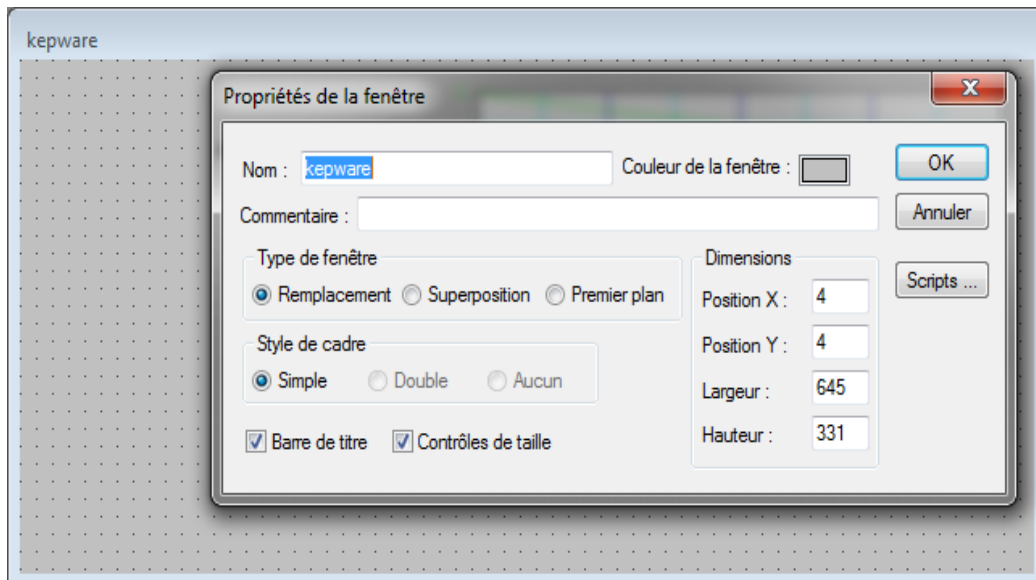 kepware
Propriétés de la fenêtre
Nom : kepware Couleur de la fenêtre : OK
Commentaire : Annuler
Type de fenêtre Dimensions
Remplacement Superposition Premier plan Position X : 4 Scripts ...
Style de cadre Position Y : 4
Simple Double Aucun Largeur : 645
Barre de titre Contrôles de taille Hauteur : 331